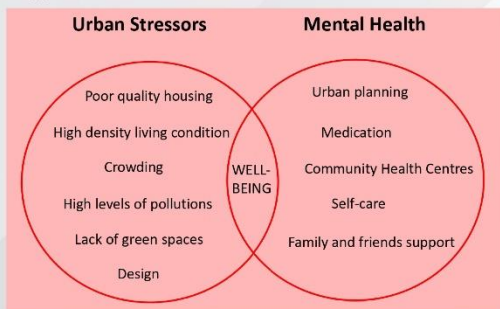 Urban Stressors
Mental Health
Poor quality housing
High density living condition
Crowding
High levels of pollutions
Lack of green spaces
Design
WELL-
BEING
Urban planning
Medication
Community Health Centres
Self-care
Family and friends support